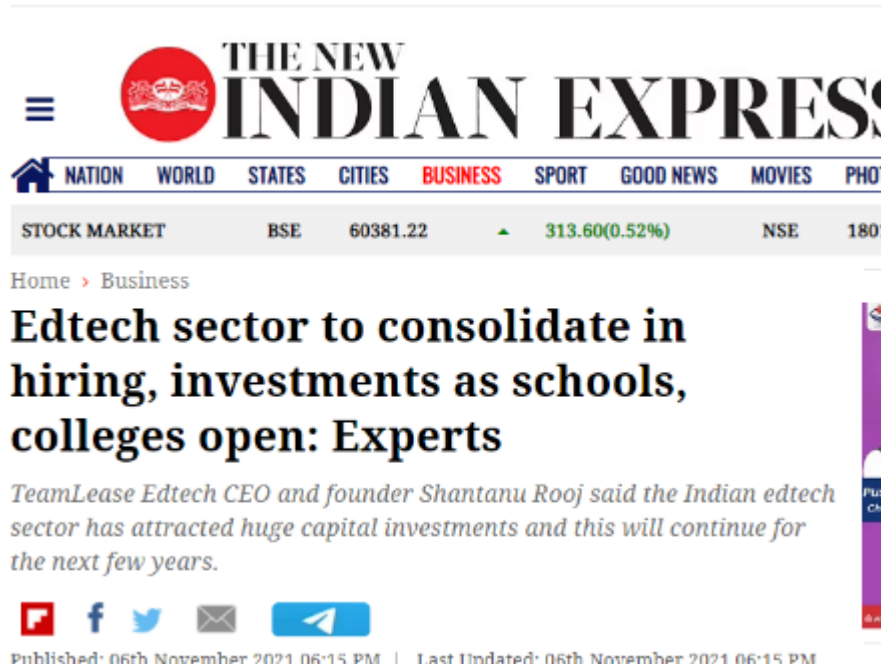 THE NEW
INDIAN EXPRESS
NATION WORLD STATES CITIES BUSINESS SPORT GOOD NEWS MOVIES
STOCK MARKET BSE 60381.22 313.60(0.52%) NSE
Home › Business
Edtech sector to consolidate in
hiring, investments as schools,
colleges open: Experts
TeamLease Edtech CEO and founder Shantanu Rooj said the Indian edtech
sector has attracted huge capital investments and this will continue for
the next few years.
Published: 06th November 2021 06:15 PM | Last Updated: 06th November 2021 06:15 PM